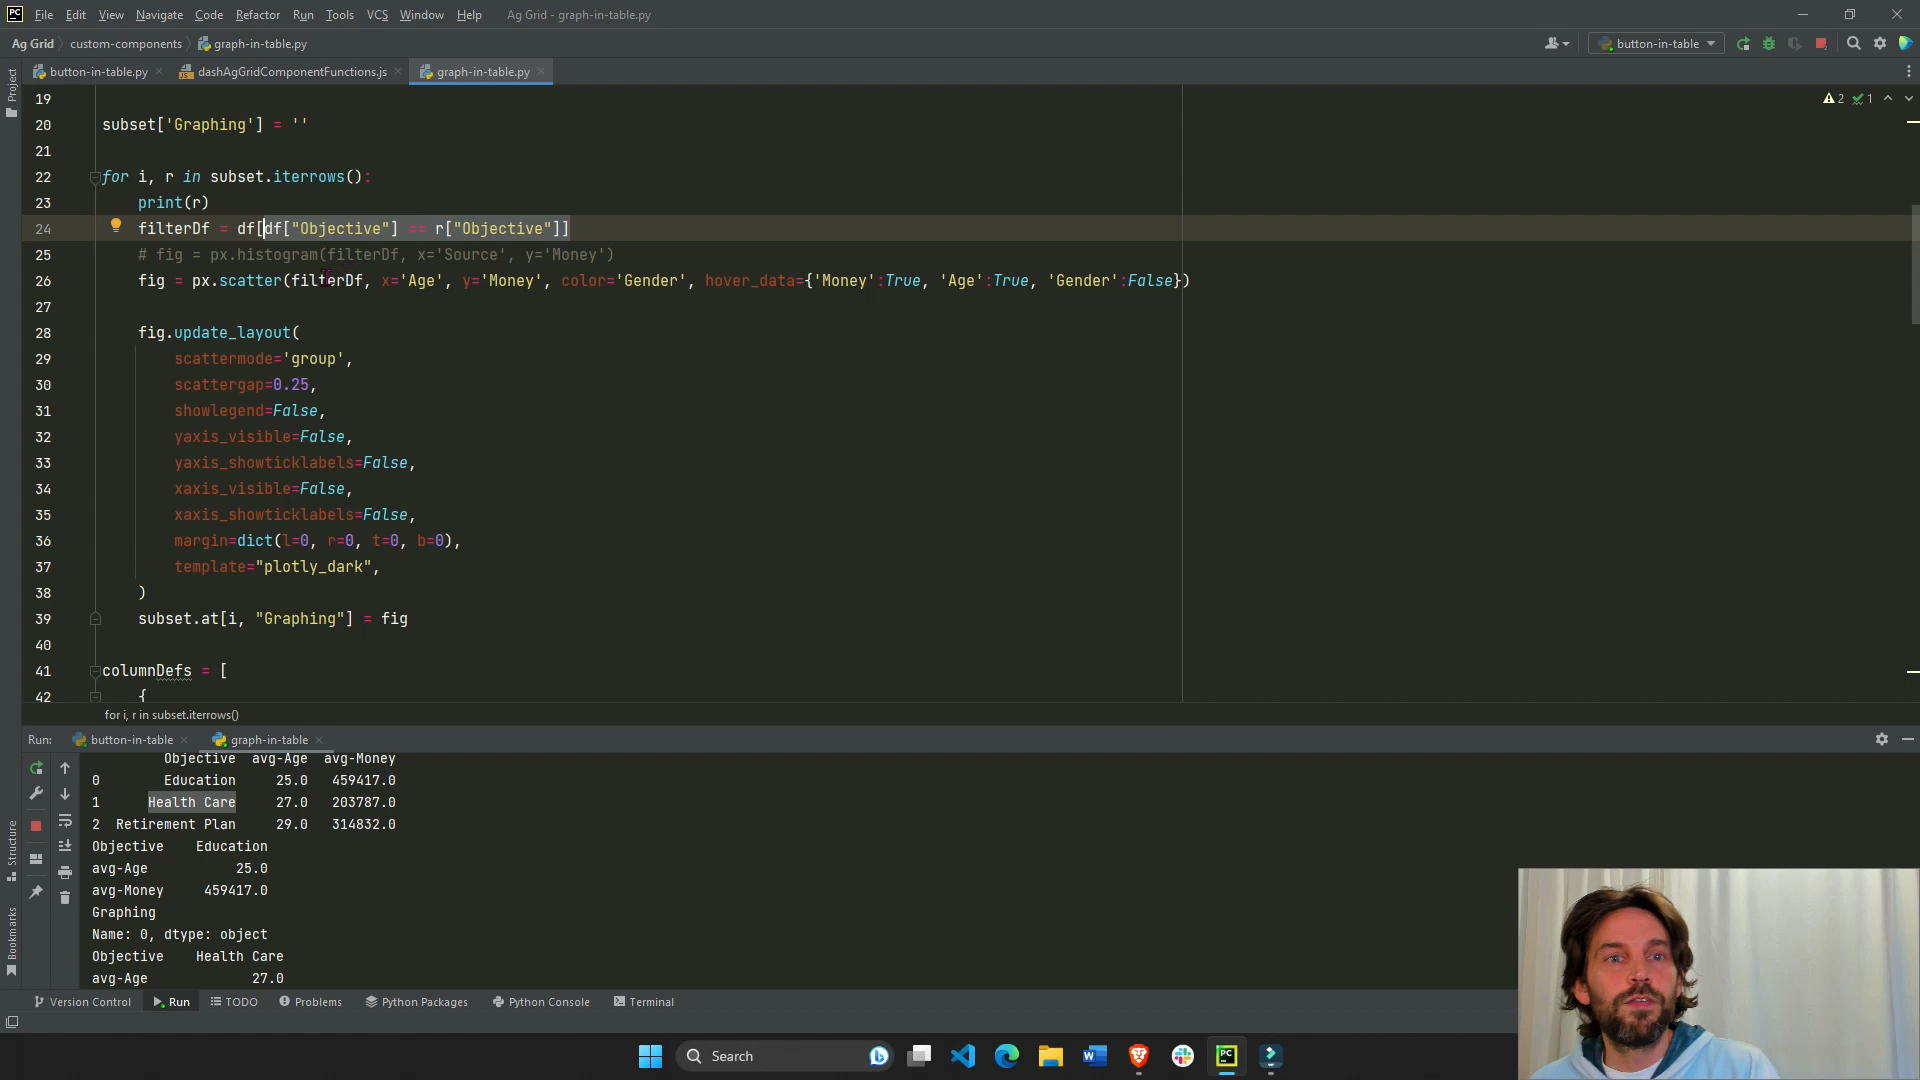 PC File Edit View Navigate Code Refactor Run Tools VCS Window Help Ag Grid - graph-in-table.py
Ag Grid custom-components graph-in-table.py button-in-table
button-in-table.py dashAgGridComponentFunctions.js graph-in-table.py
Project
2 1
19
20 subset['Graphing'] = ''
21
22 for i, r in subset.iterrows():
23 print(r)
24 filterDf = df[df["Objective"] == r["Objective"]]
25 # fig = px.histogram(filterDf, x='Source', y='Money')
26 fig = px.scatter(filterDf, x='Age', y='Money', color='Gender', hover_data={'Money':True, 'Age':True, 'Gender':False})
27
28 fig.update_layout(
29 scattermode='group',
30 scattergap=0.25,
31 showlegend=False,
32 yaxis_visible=False,
33 yaxis_showticklabels=False,
34 xaxis_visible=False,
35 xaxis_showticklabels=False,
36 margin=dict(l=0, r=0, t=0, b=0),
37 template="plotly_dark",
38 )
39 subset.at[i, "Graphing"] = fig
40
41 columnDefs = [
42 {
for i, r in subset.iterrows()
Run: button-in-table graph-in-table
Objective avg-Age avg-Money
0 Education 25.0 459417.0
1 Health Care 27.0 203787.0
2 Retirement Plan 29.0 314832.0
Objective Education
avg-Age 25.0
avg-Money 459417.0
Graphing
Name: 0, dtype: object
Objective Health Care
avg-Age 27.0
Structure
Bookmarks
Version Control Run TODO Problems Python Packages Python Console Terminal
Search